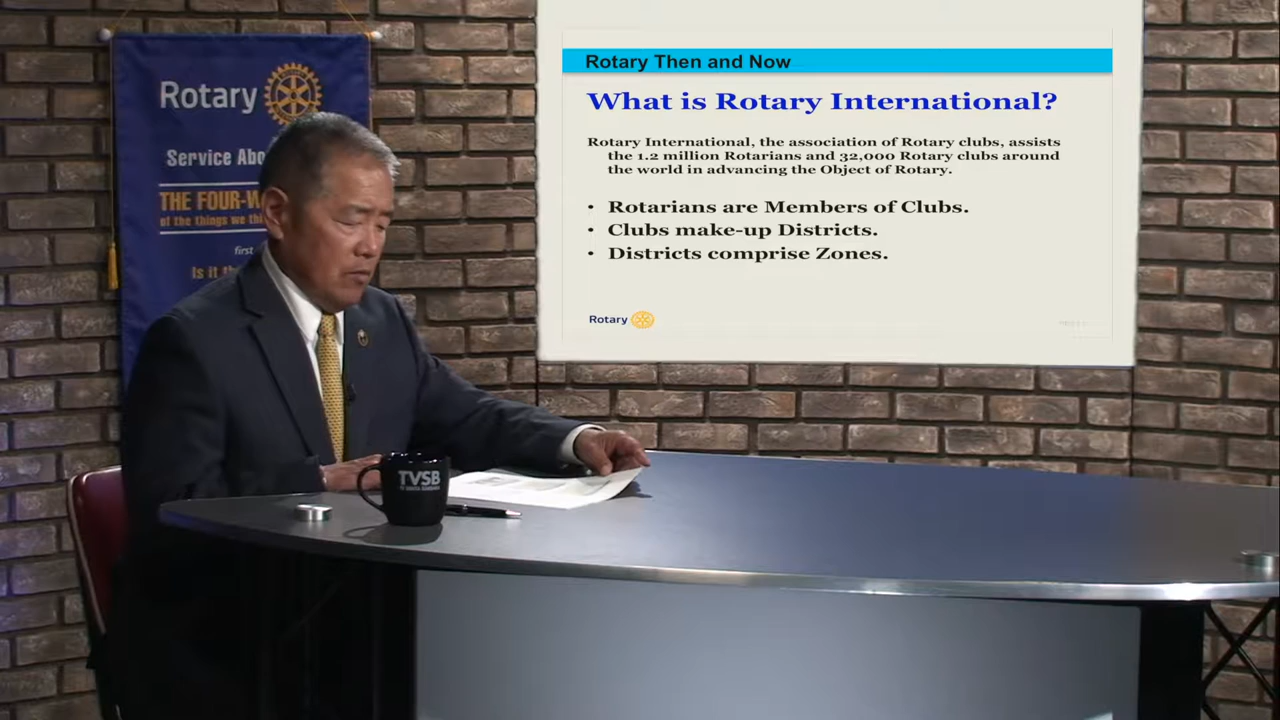 Rotary
Service Abo
THE FOUR-W
of the things we thi
first
Is it th
Rotary Then and Now
What is Rotary International?
Rotary International, the association of Rotary clubs, assists
the 1.2 million Rotarians and 32,000 Rotary clubs around
the world in advancing the Object of Rotary.
• Rotarians are Members of Clubs.
• Clubs make-up Districts.
• Districts comprise Zones.
Rotary
TVSB